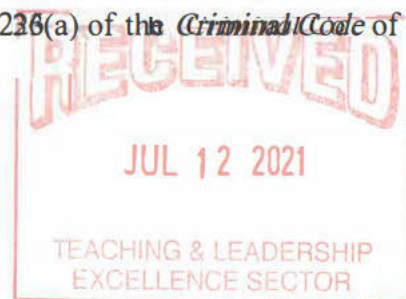 of the Criminal Code of
RECEIVED
JUL 12 2021
TEACHING & LEADERSHIP
EXCELLENCE SECTOR